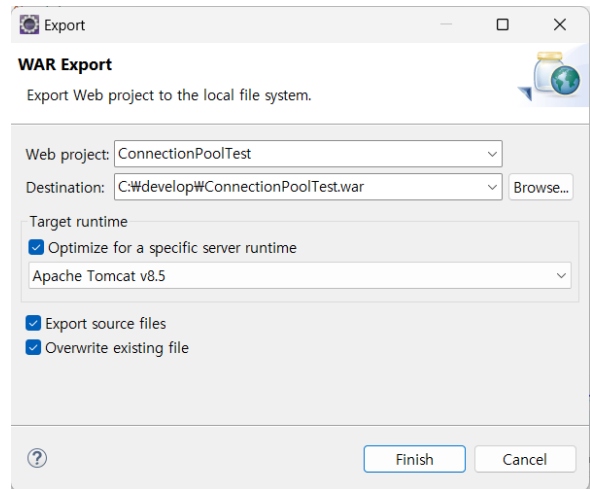 Export
WAR Export
Export Web project to the local file system.
Web project: ConnectionPoolTest
Destination: C:₩develop₩ConnectionPoolTest.war Browse...
Target runtime
Optimize for a specific server runtime
Apache Tomcat v8.5
Export source files
Overwrite existing file
? Finish Cancel